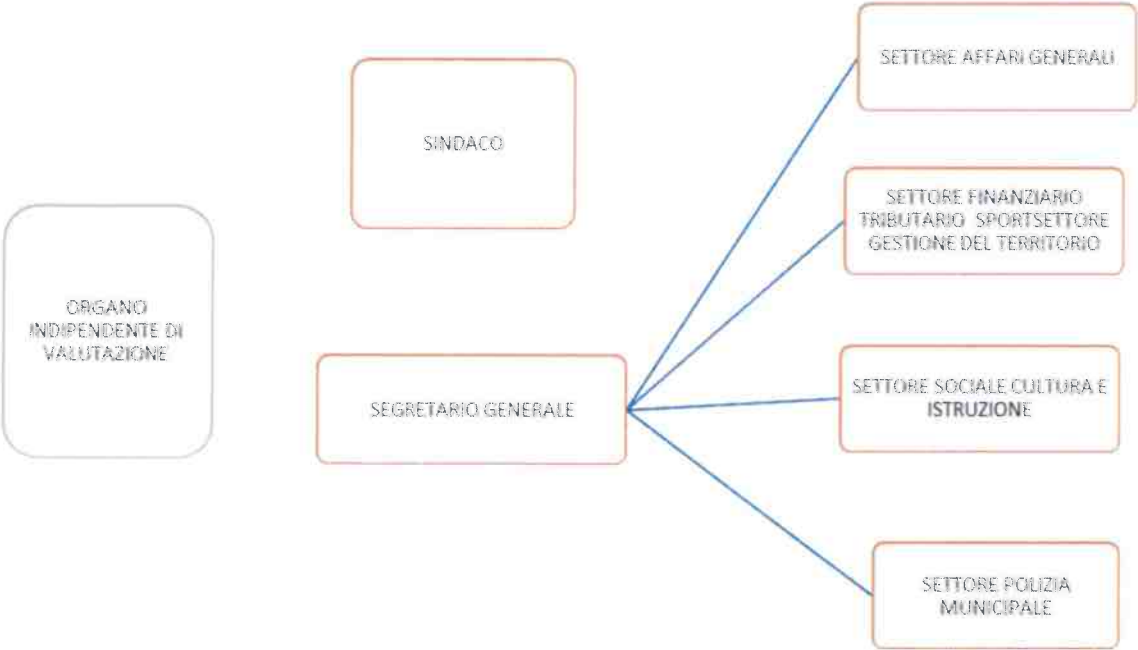 ORGANO
INDIPENDENTE DI
VALUTAZIONE
SINDACO
SEGRETARIO GENERALE
SETTORE AFFARI GENERALI
SETTORE FINANZIARIO
TRIBUTARIO SPORTSETTORE
GESTIONE DEL TERRITORIO
SETTORE SOCIALE CULTURA E
ISTRUZIONE
SETTORE POLIZIA
MUNICIPALE